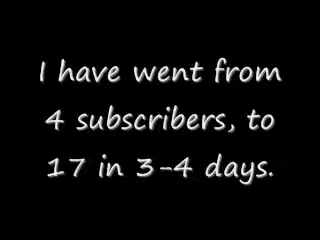 I have went from
4 subscribers, to
17 in 3-4 days.